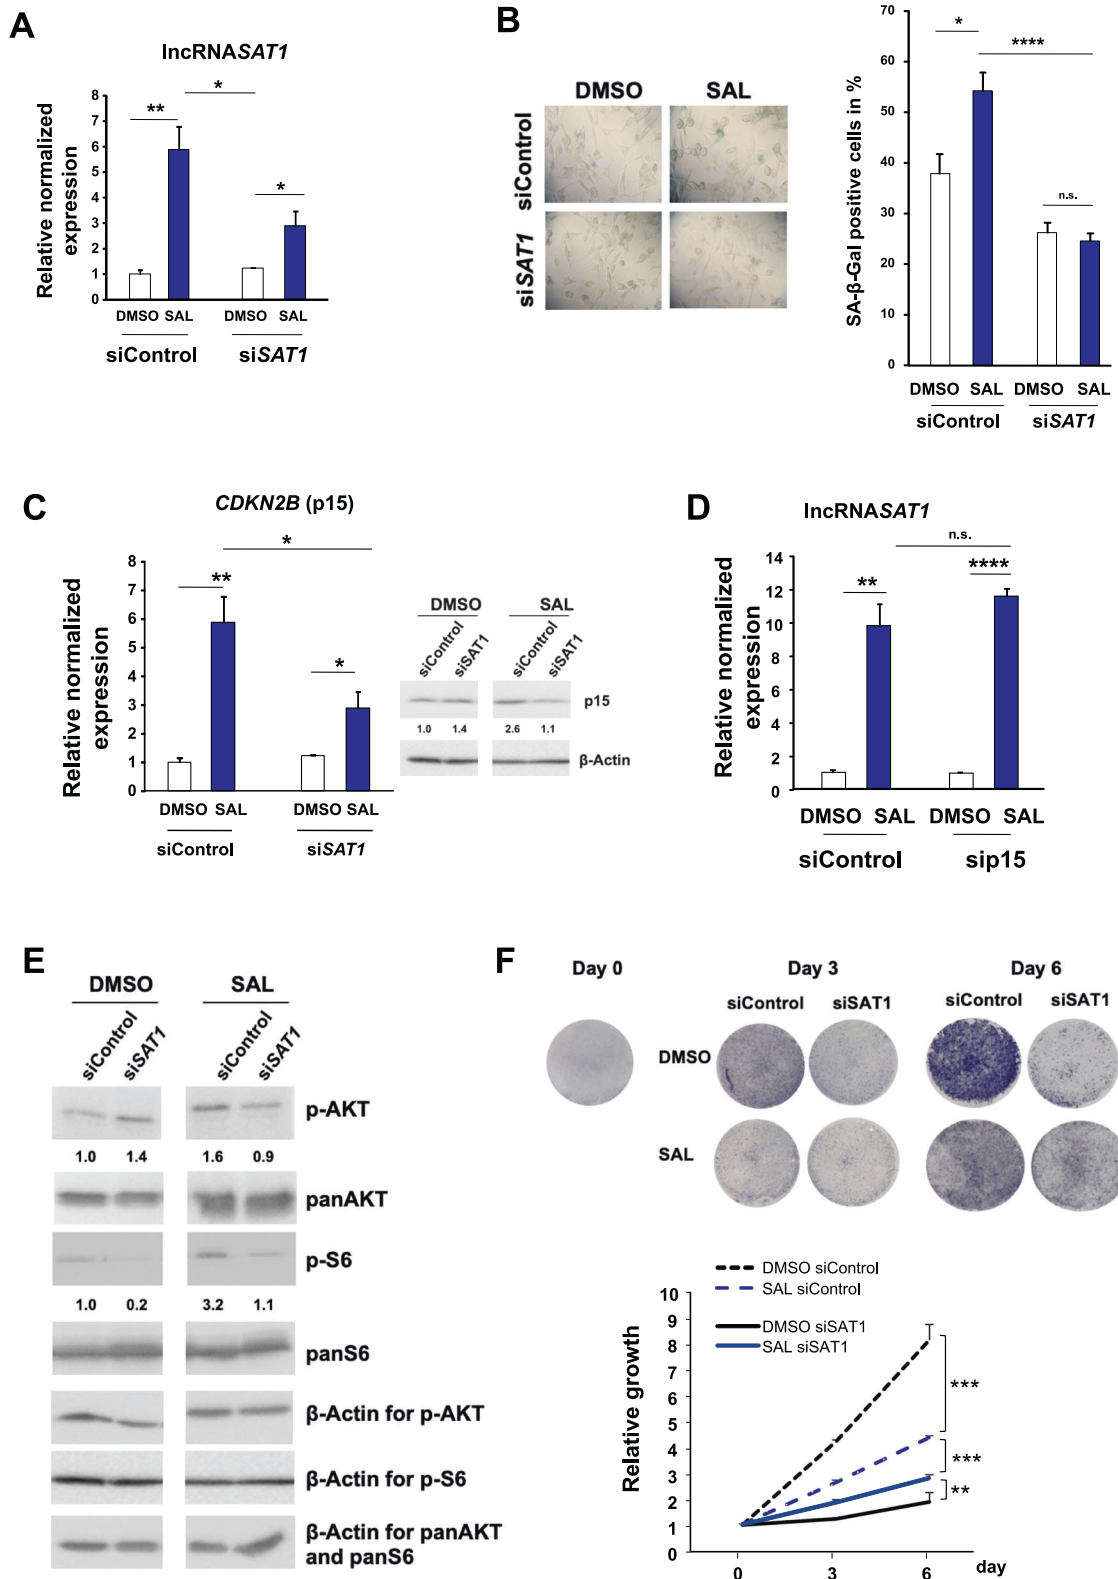 A
lncRNASAT1
Relative normalized
expression
8
7
6
5
4
3
2
1
0
**
*
*
DMSO SAL DMSO SAL
siControl siSAT1
B
DMSO SAL
siControl
siSAT1
SA-β-Gal positive cells in %
70
60
50
40
30
20
10
0
*
****
n.s.
DMSO SAL DMSO SAL
siControl siSAT1
C
CDKN2B (p15)
Relative normalized
expression
8
7
6
5
4
3
2
1
0
**
*
*
DMSO SAL DMSO SAL
siControl siSAT1
DMSO SAL
siControl siSAT1 siControl siSAT1
p15
1.0 1.4 2.6 1.1
β-Actin
D
lncRNASAT1
Relative normalized
expression
14
12
10
8
6
4
2
0
**
n.s.
****
DMSO SAL DMSO SAL
siControl sip15
E
DMSO SAL
siControl siSAT1 siControl siSAT1
p-AKT
1.0 1.4 1.6 0.9
panAKT
p-S6
1.0 0.2 3.2 1.1
panS6
β-Actin for p-AKT
β-Actin for p-S6
β-Actin for panAKT
and panS6
F
Day 0 Day 3 Day 6
siControl siSAT1 siControl siSAT1
DMSO
SAL
DMSO siControl
SAL siControl
DMSO siSAT1
SAL siSAT1
Relative growth
10
9
8
7
6
5
4
3
2
1
0
***
***
**
0 3 6 day